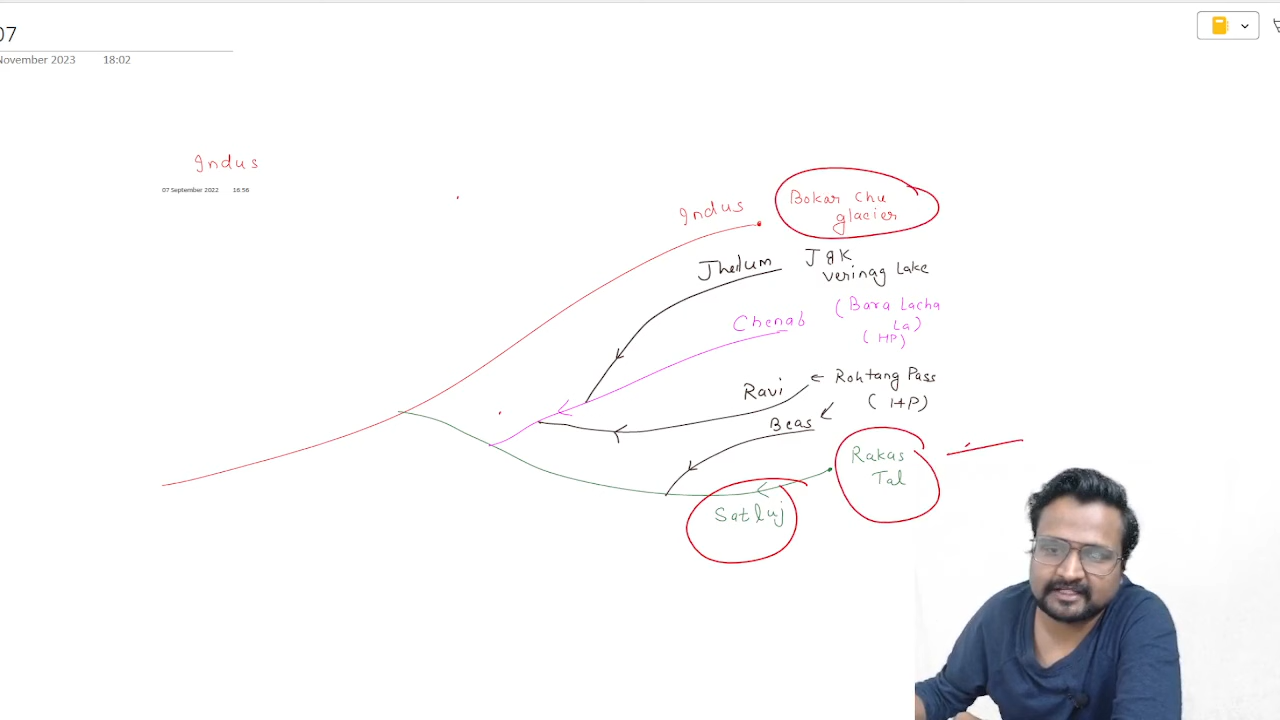 07
November 2023 18:02
Indus
07 September 2022 16:56
Indus
Bokar Chu
glacier
Jhelum
J & K
Verinag Lake
Chenab
(Bara Lacha
La)
(HP)
Ravi
Rohtang Pass
(HP)
Beas
Rakas
Tal
Satluj